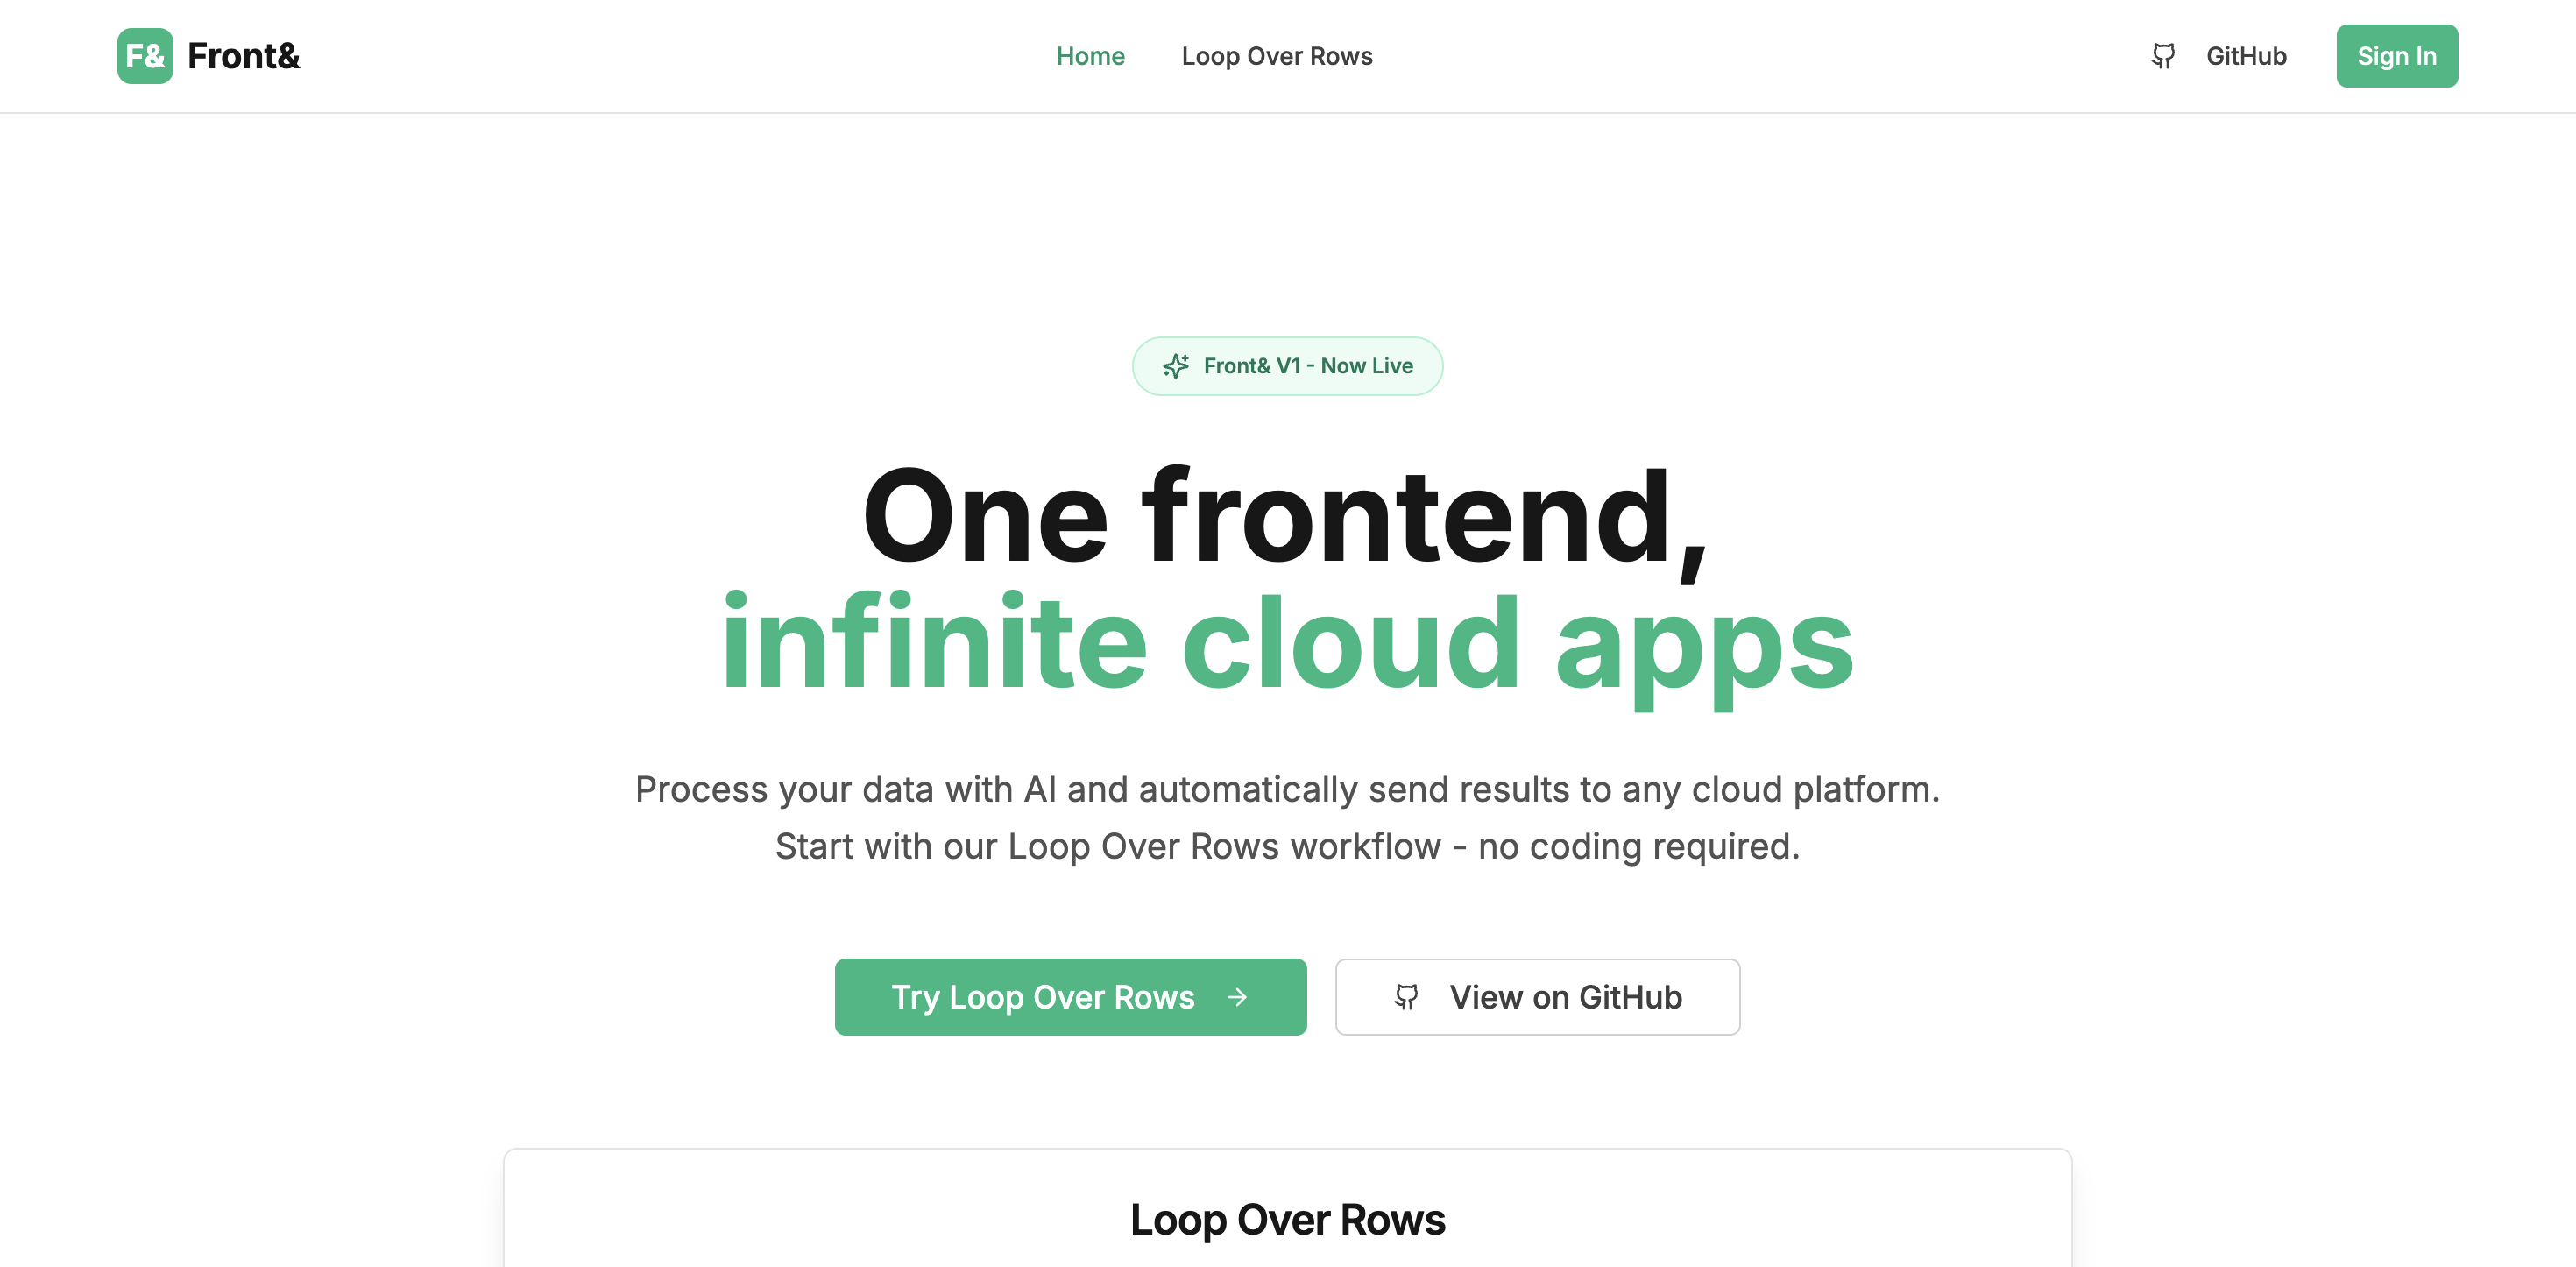 F& Front&
Home
Loop Over Rows
GitHub
Sign In
Front& V1 - Now Live
One frontend,
infinite cloud apps
Process your data with AI and automatically send results to any cloud platform.
Start with our Loop Over Rows workflow - no coding required.
Try Loop Over Rows →
View on GitHub
Loop Over Rows